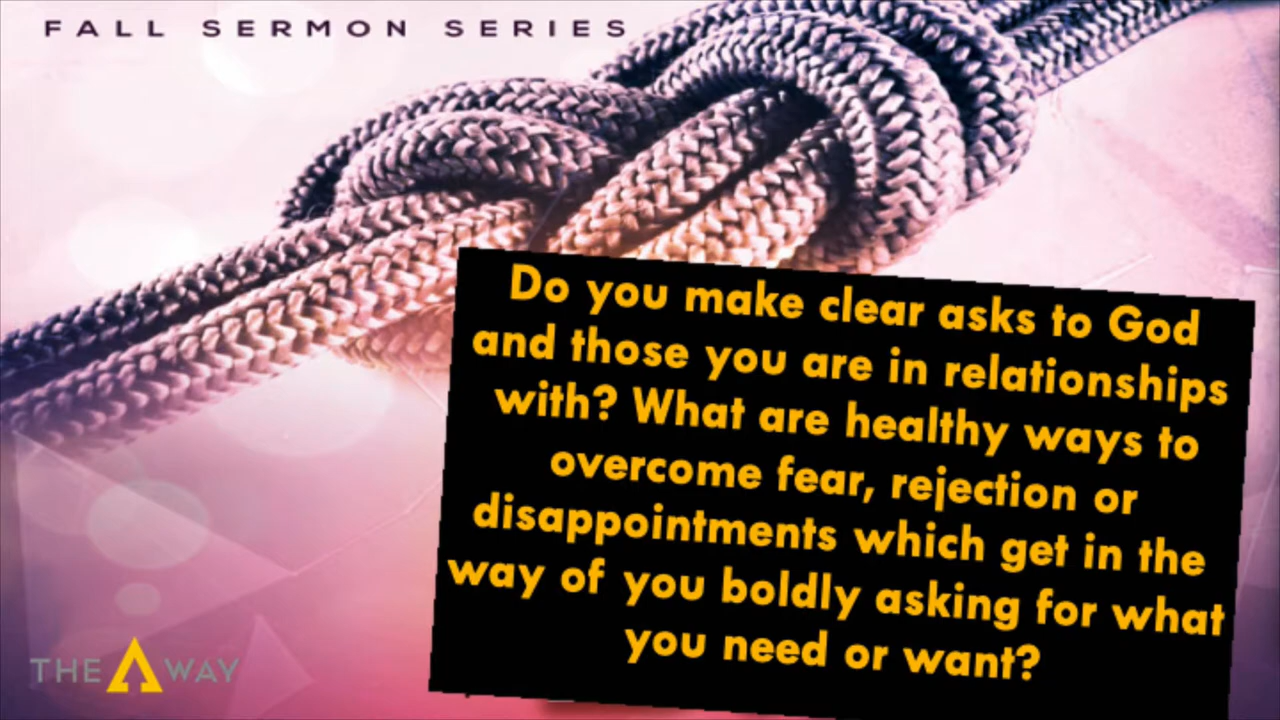 FALL SERMON SERIES
Do you make clear asks to God
and those you are in relationships
with? What are healthy ways to
overcome fear, rejection or
disappointments which get in the
way of you boldly asking for what
you need or want?
THE WAY